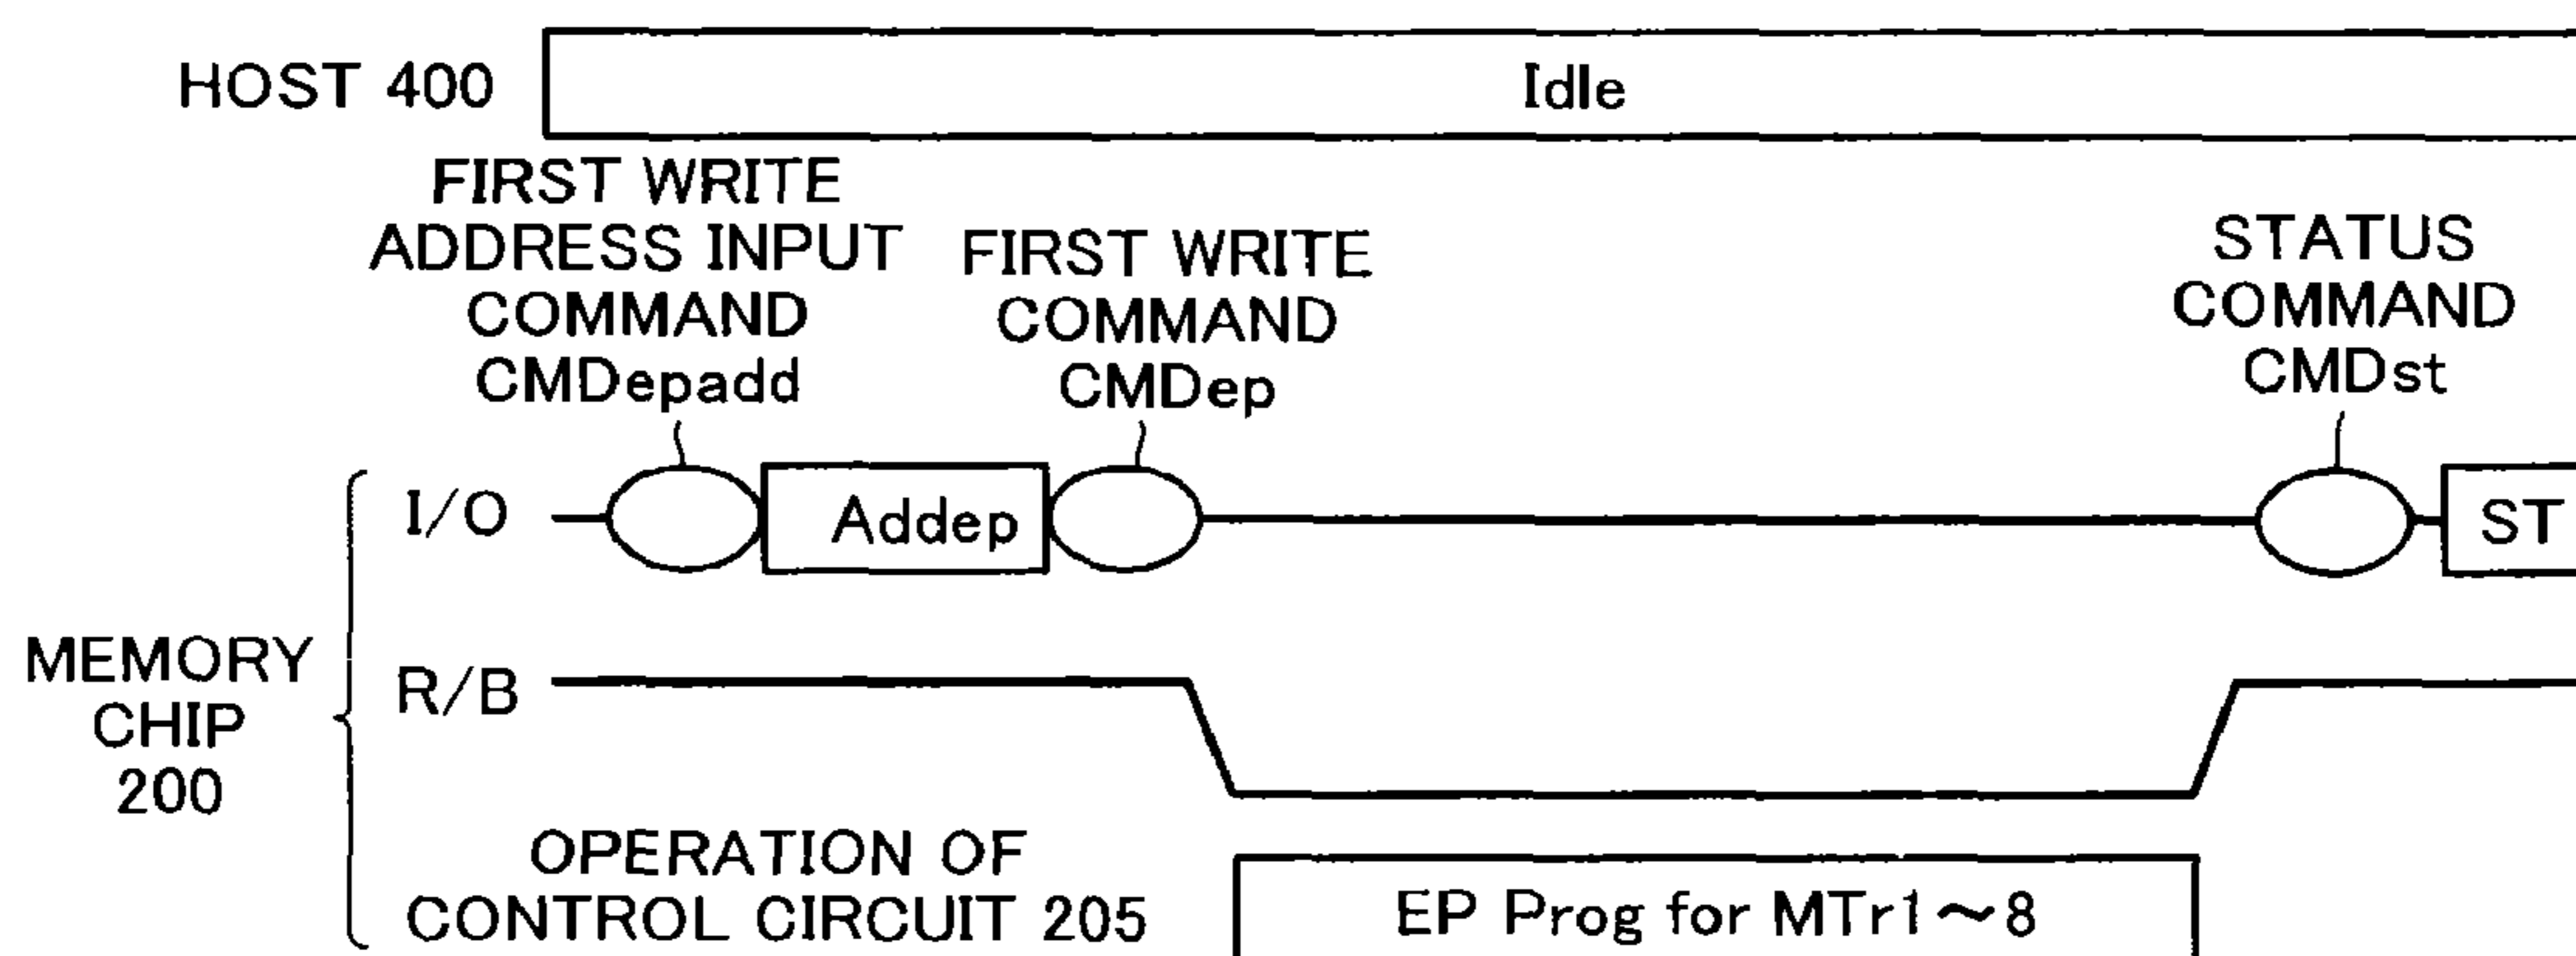 HOST 400
Idle
FIRST WRITE
ADDRESS INPUT
COMMAND
CMDepadd
FIRST WRITE
COMMAND
CMDep
STATUS
COMMAND
CMDst
I/O
Addep
ST
MEMORY
CHIP
200
R/B
OPERATION OF
CONTROL CIRCUIT 205
EP Prog for MTr1～8